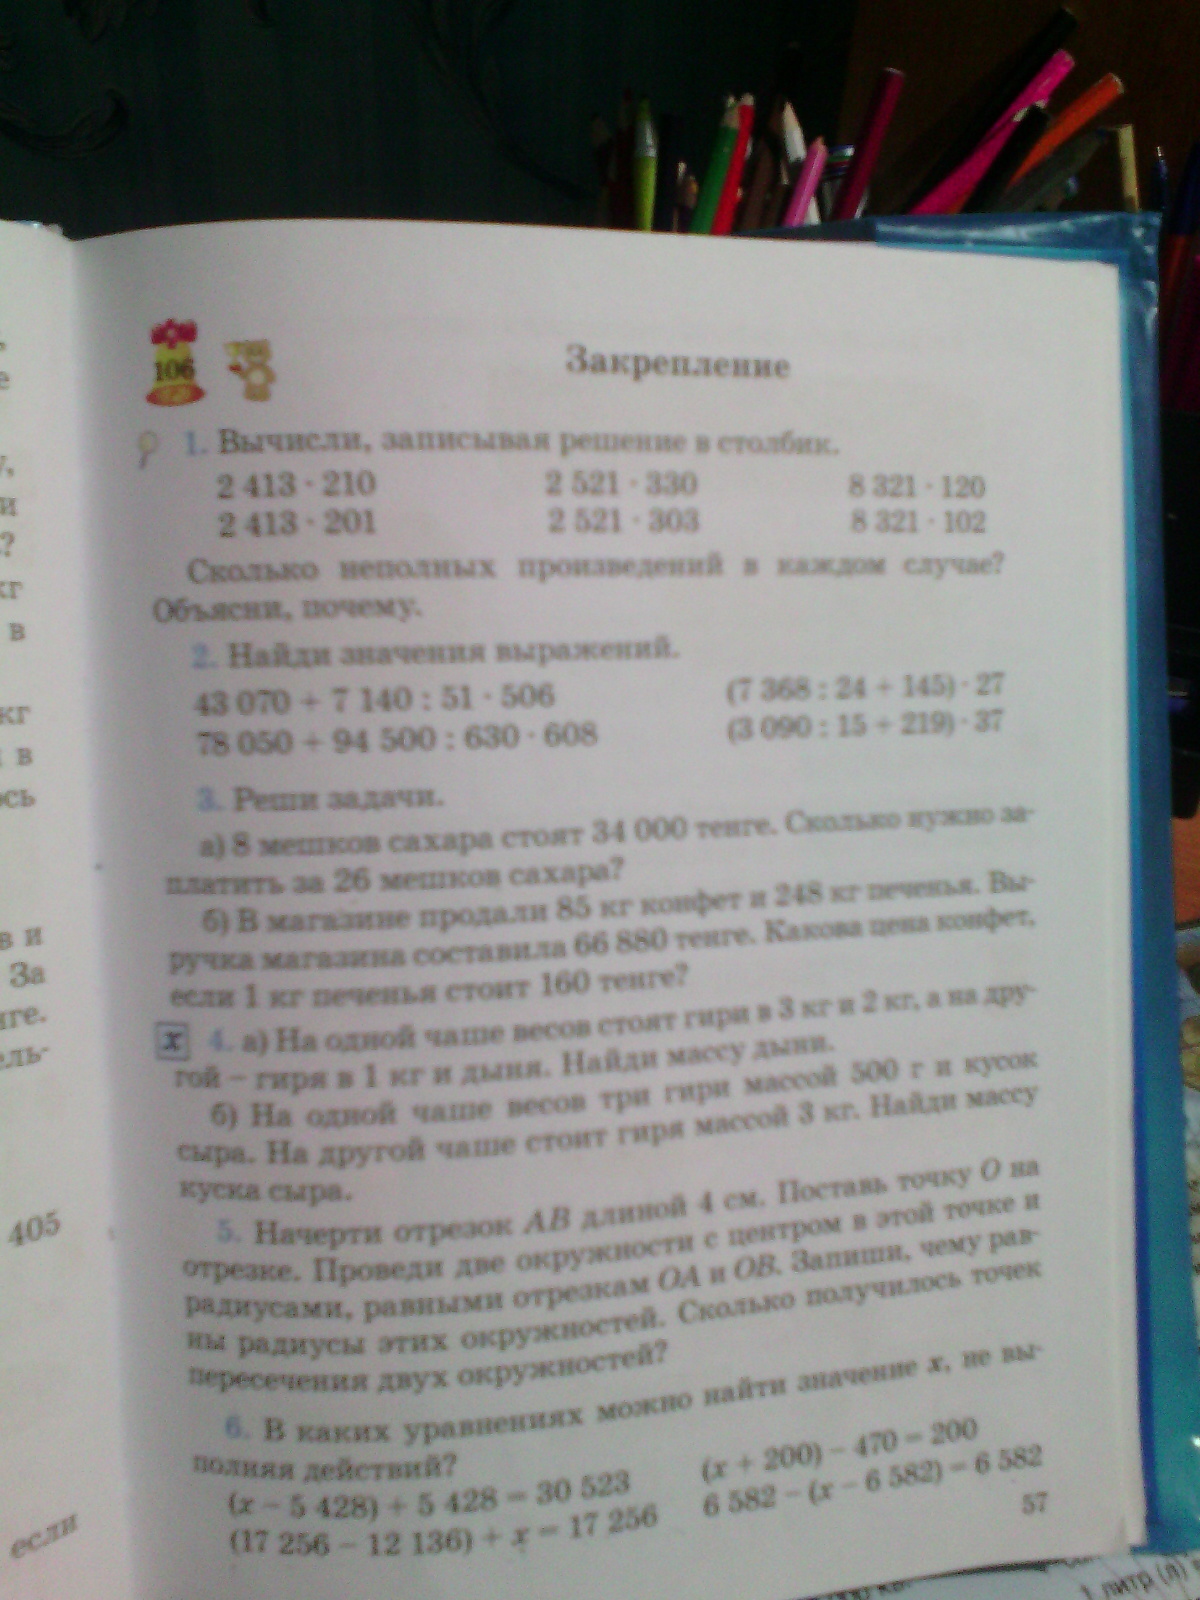 106
Закрепление
1. Вычисли, записывая решение в столбик.
2 413 · 210 2 521 · 330 8 321 · 120
2 413 · 201 2 521 · 303 8 321 · 102
Сколько неполных произведений в каждом случае?
Объясни, почему.
2. Найди значения выражений.
43 070 + 7 140 : 51 · 506 (7 368 : 24 + 145) · 27
78 050 + 94 500 : 630 · 608 (3 090 : 15 + 219) · 37
3. Реши задачи.
а) 8 мешков сахара стоят 34 000 тенге. Сколько нужно за-
платить за 26 мешков сахара?
б) В магазине продали 85 кг конфет и 248 кг печенья. Вы-
ручка магазина составила 66 880 тенге. Какова цена конфет,
если 1 кг печенья стоит 160 тенге?
x 4. а) На одной чаше весов стоят гири в 3 кг и 2 кг, а на дру-
гой – гиря в 1 кг и дыня. Найди массу дыни.
б) На одной чаше весов три гири массой 500 г и кусок
сыра. На другой чаше стоит гиря массой 3 кг. Найди массу
куска сыра.
5. Начерти отрезок AB длиной 4 см. Поставь точку O на
отрезке. Проведи две окружности с центром в этой точке и
радиусами, равными отрезкам OA и OB. Запиши, чему рав-
ны радиусы этих окружностей. Сколько получилось точек
пересечения двух окружностей?
6. В каких уравнениях можно найти значение x, не вы-
полняя действий?
(x – 5 428) + 5 428 = 30 523 (x + 200) – 470 = 200
(17 256 – 12 136) + x = 17 256 6 582 – (x – 6 582) = 6 582
57
405
если
1 литр (л)